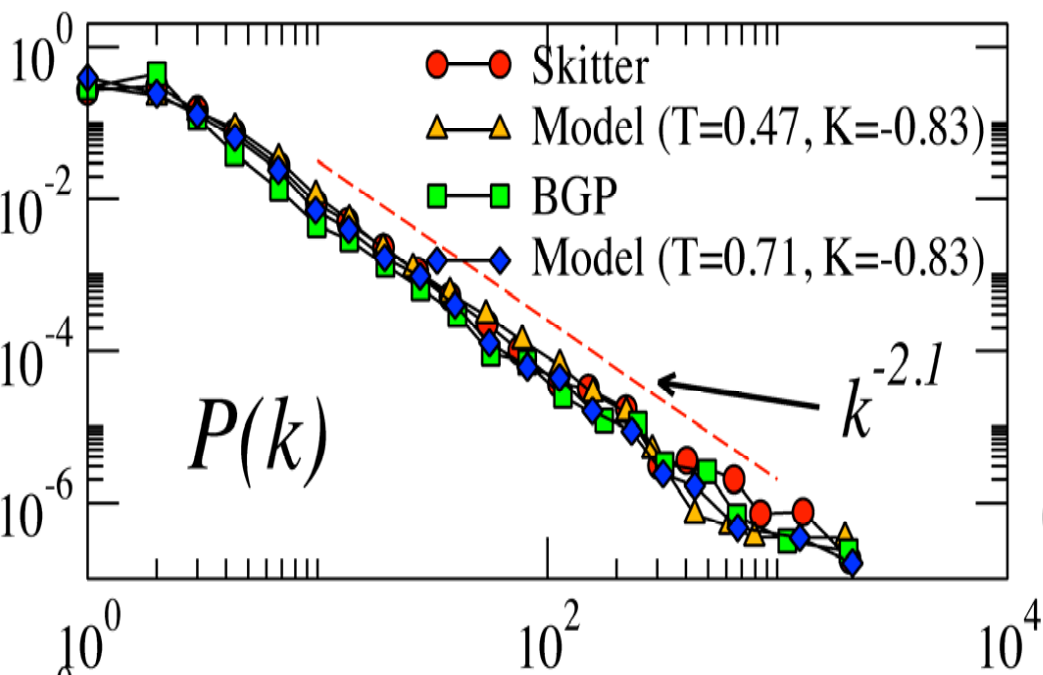 10^0
Skitter
Model (T=0.47, K=-0.83)
10^-2
BGP
Model (T=0.71, K=-0.83)
10^-4
k^-2.1
P(k)
10^-6
10^0 10^2 10^4